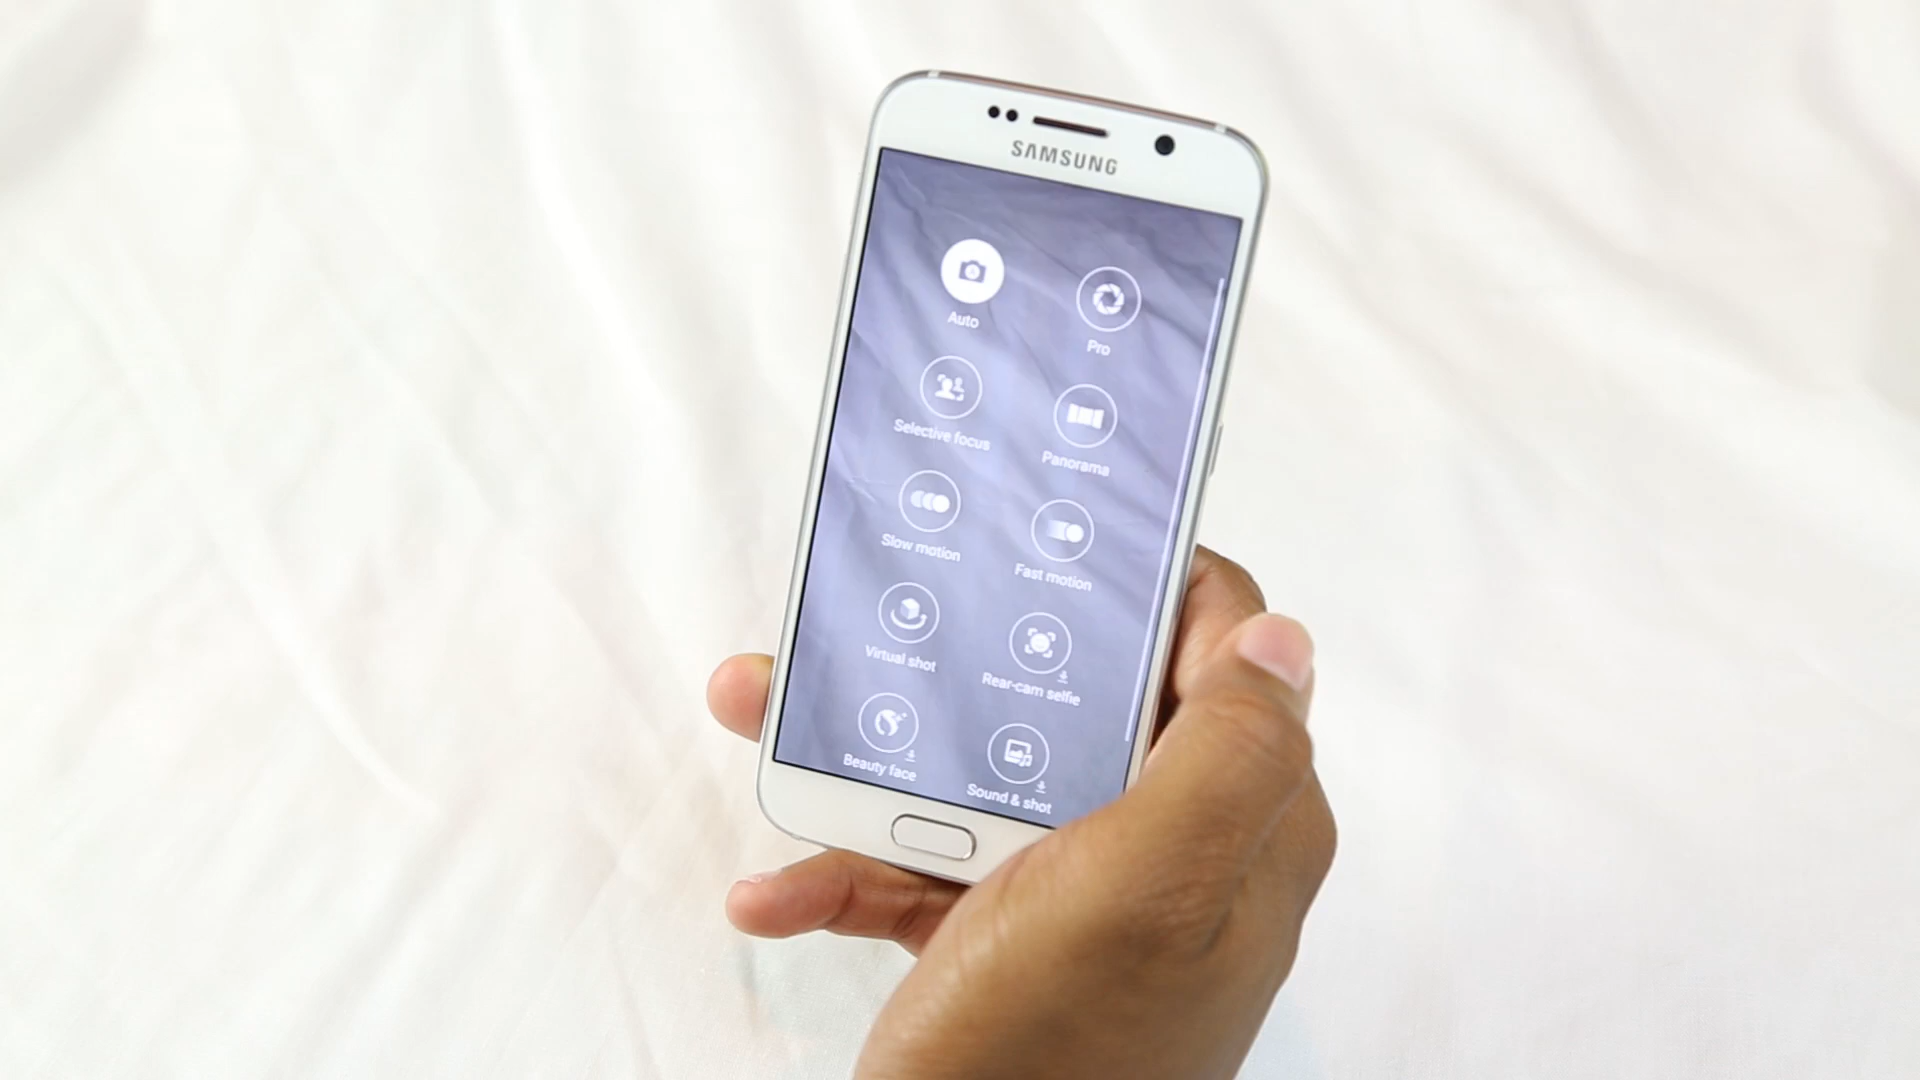 SAMSUNG
Auto
Pro
Selective focus
Panorama
Slow motion
Fast motion
Virtual shot
Rear-cam selfie
Beauty face
Sound & shot